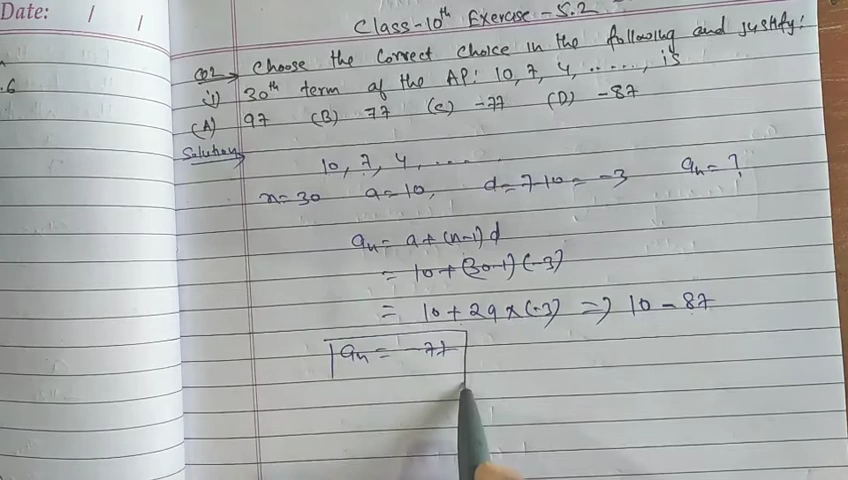 Date: / /
Class-10th Exercise - 5.2
.6
Q2→ Choose the correct choice in the following and justify:
i) 30th term of the AP: 10, 7, 4, ......, is
(A) 97 (B) 77 (C) -77 (D) -87
Solution→
10, 7, 4, ....
n=30 a=10, d=7-10=-3 an=?
an= a+(n-1)d
= 10+(30-1)(-3)
= 10+29×(-3) => 10-87
an=-77